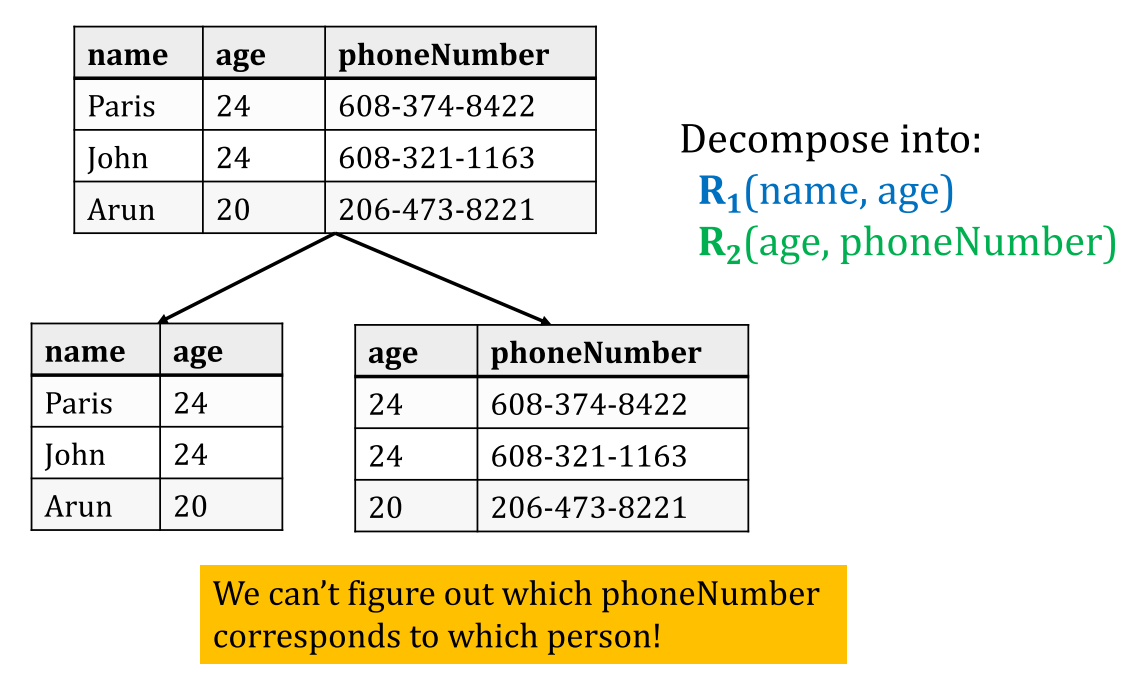 name age phoneNumber
Paris 24 608-374-8422
John 24 608-321-1163
Arun 20 206-473-8221
Decompose into:
R1(name, age)
R2(age, phoneNumber)
name age
Paris 24
John 24
Arun 20
age phoneNumber
24 608-374-8422
24 608-321-1163
20 206-473-8221
We can’t figure out which phoneNumber
corresponds to which person!